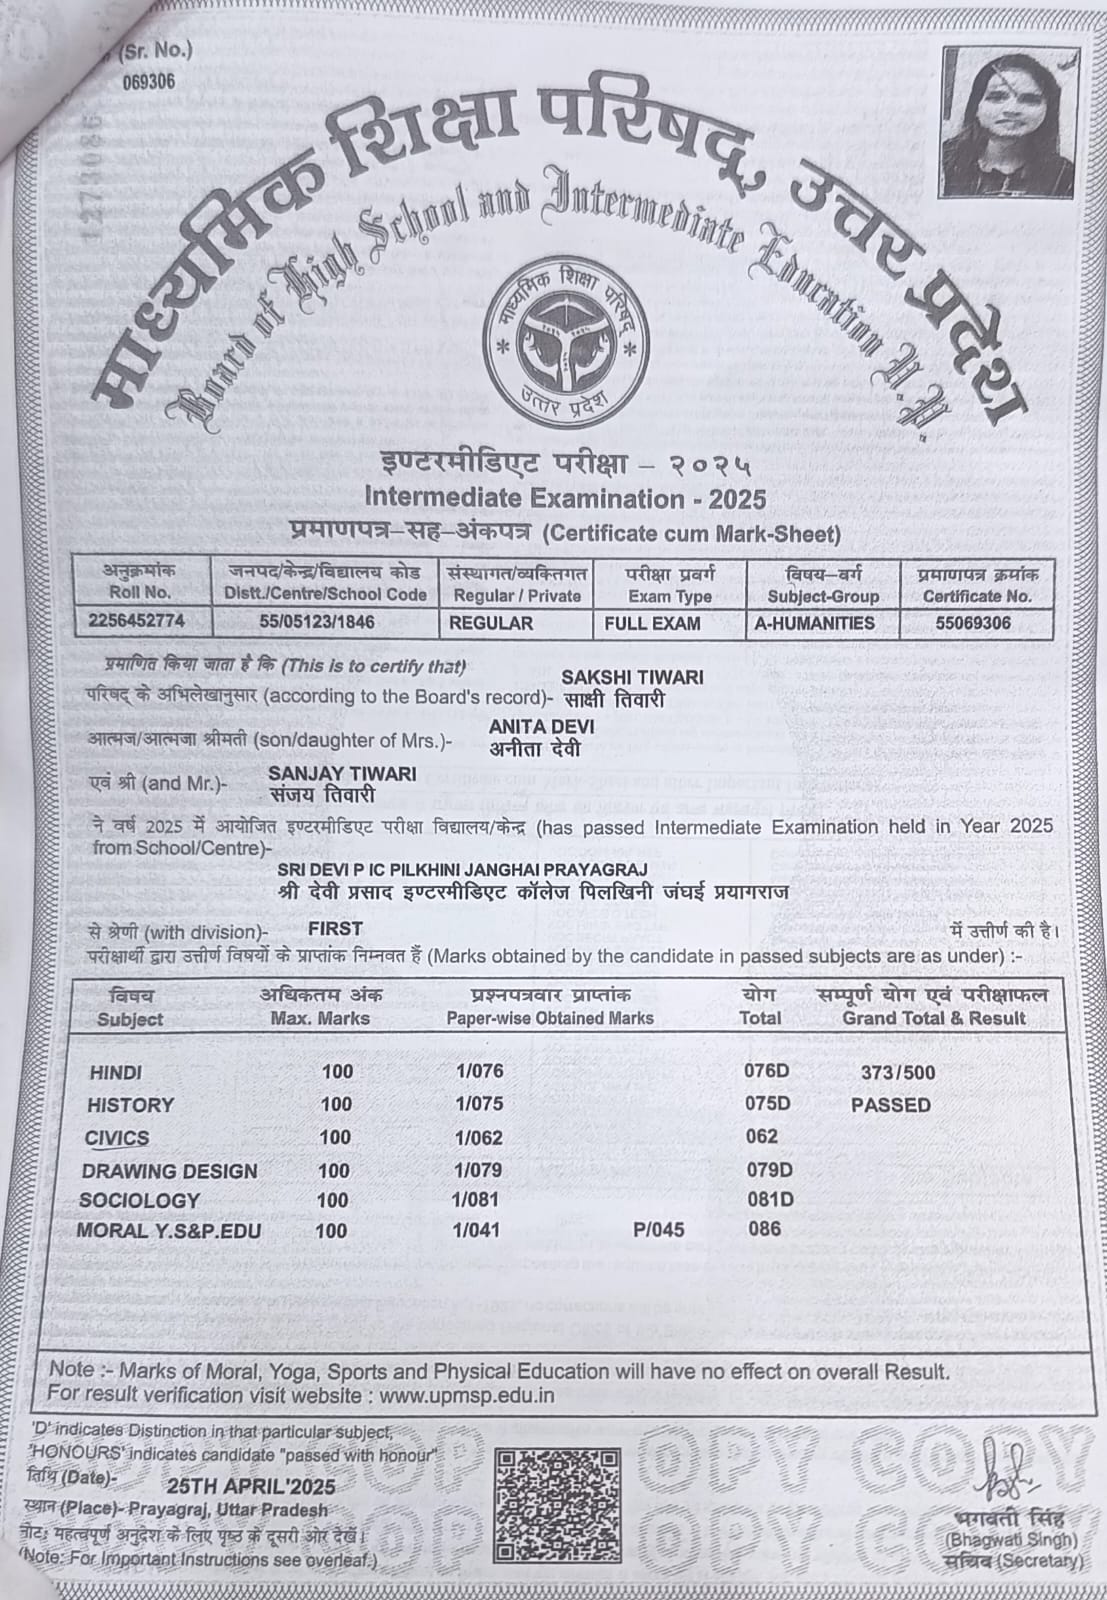 (Sr. No.)
069306
माध्यमिक शिक्षा परिषद्, उत्तर प्रदेश
Board of High School and Intermediate Education U.P.
माध्यमिक शिक्षा परिषद्
उत्तर प्रदेश
इण्टरमीडिएट परीक्षा – २०२५
Intermediate Examination - 2025
प्रमाणपत्र–सह–अंकपत्र (Certificate cum Mark-Sheet)
अनुक्रमांक जनपद/केन्द्र/विद्यालय कोड संस्थागत/व्यक्तिगत परीक्षा प्रवर्ग विषय–वर्ग प्रमाणपत्र क्रमांक
Roll No. Distt./Centre/School Code Regular / Private Exam Type Subject-Group Certificate No.
2256452774 55/05123/1846 REGULAR FULL EXAM A-HUMANITIES 55069306
प्रमाणित किया जाता है कि (This is to certify that) SAKSHI TIWARI
परिषद् के अभिलेखानुसार (according to the Board's record)- साक्षी तिवारी
ANITA DEVI
आत्मज/आत्मजा श्रीमती (son/daughter of Mrs.)- अनीता देवी
SANJAY TIWARI
एवं श्री (and Mr.)- संजय तिवारी
ने वर्ष 2025 में आयोजित इण्टरमीडिएट परीक्षा विद्यालय/केन्द्र (has passed Intermediate Examination held in Year 2025
from School/Centre)-
SRI DEVI P IC PILKHINI JANGHAI PRAYAGRAJ
श्री देवी प्रसाद इण्टरमीडिएट कॉलेज पिलखिनी जंघई प्रयागराज
से श्रेणी (with division)- FIRST में उत्तीर्ण की है।
परीक्षार्थी द्वारा उत्तीर्ण विषयों के प्राप्तांक निम्नवत हैं (Marks obtained by the candidate in passed subjects are as under) :-
विषय अधिकतम अंक प्रश्नपत्रवार प्राप्तांक योग सम्पूर्ण योग एवं परीक्षाफल
Subject Max. Marks Paper-wise Obtained Marks Total Grand Total & Result
HINDI 100 1/076 076D 373/500
HISTORY 100 1/075 075D PASSED
CIVICS 100 1/062 062
DRAWING DESIGN 100 1/079 079D
SOCIOLOGY 100 1/081 081D
MORAL Y.S&P.EDU 100 1/041 P/045 086
Note :- Marks of Moral, Yoga, Sports and Physical Education will have no effect on overall Result.
For result verification visit website : www.upmsp.edu.in
'D' indicates Distinction in that particular subject,
'HONOURS' indicates candidate "passed with honour"
तिथि (Date)- 25TH APRIL'2025
स्थान (Place)- Prayagraj, Uttar Pradesh
नोटः महत्वपूर्ण अनुदेश के लिए पृष्ठ के दूसरी ओर देखें।
(Note: For Important Instructions see overleaf.)
COPY COPY
COPY
भगवती सिंह
(Bhagwati Singh)
सचिव (Secretary)